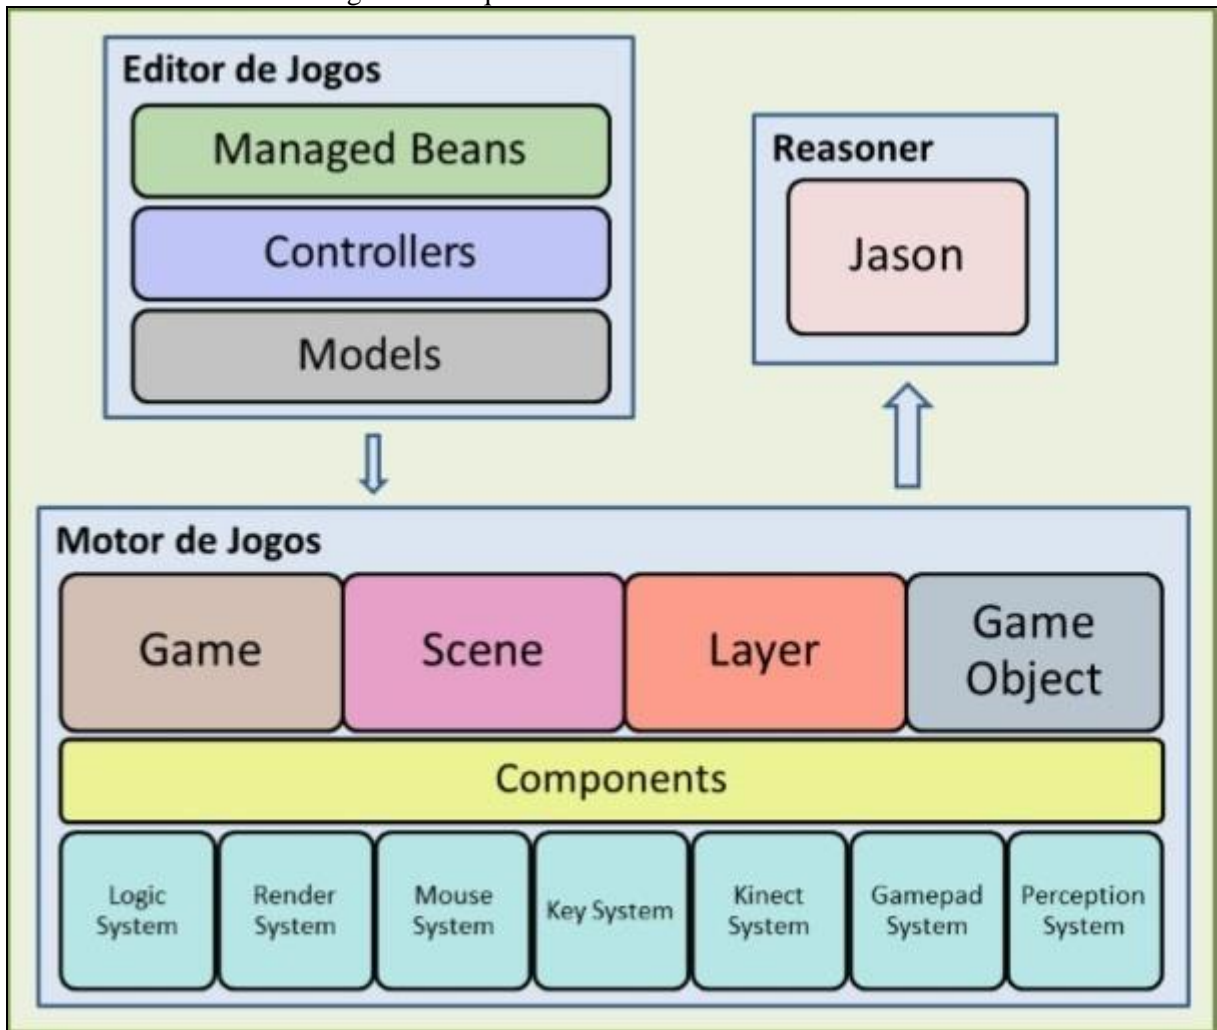 Editor de Jogos
Managed Beans
Controllers
Models
Reasoner
Jason
Motor de Jogos
Game
Scene
Layer
Game
Object
Components
Logic
System
Render
System
Mouse
System
Key System
Kinect
System
Gamepad
System
Perception
System